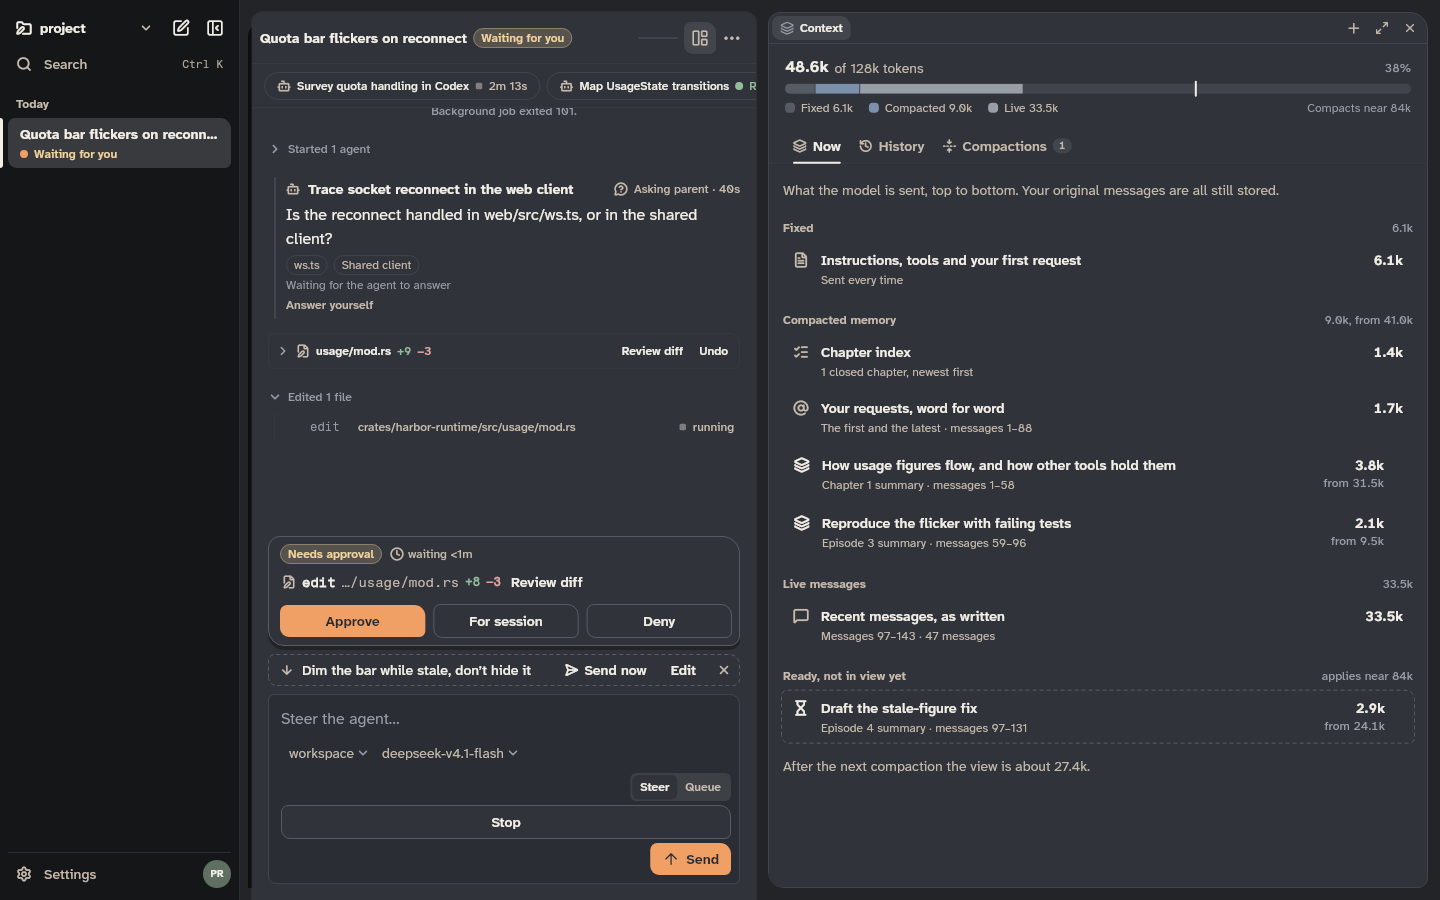 project
Search
Ctrl K
Today
Quota bar flickers on reconn...
Waiting for you
Settings
PR
Quota bar flickers on reconnect
Waiting for you
Survey quota handling in Codex
2m 13s
Map UsageState transitions
R
Background job exited 101.
Started 1 agent
Trace socket reconnect in the web client
Asking parent · 40s
Is the reconnect handled in web/src/ws.ts, or in the shared
client?
ws.ts
Shared client
Waiting for the agent to answer
Answer yourself
usage/mod.rs +9 −3
Review diff
Undo
Edited 1 file
edit crates/harbor-runtime/src/usage/mod.rs
running
Needs approval
waiting <1m
edit …/usage/mod.rs +8 −3 Review diff
Approve
For session
Deny
Dim the bar while stale, don't hide it
Send now
Edit
Steer the agent...
workspace
deepseek-v4.1-flash
Steer
Queue
Stop
Send
Context
48.6k of 128k tokens
38%
Fixed 6.1k
Compacted 9.0k
Live 33.5k
Compacts near 84k
Now
History
Compactions 1
What the model is sent, top to bottom. Your original messages are all still stored.
Fixed
6.1k
Instructions, tools and your first request
6.1k
Sent every time
Compacted memory
9.0k, from 41.0k
Chapter index
1.4k
1 closed chapter, newest first
Your requests, word for word
1.7k
The first and the latest · messages 1–88
How usage figures flow, and how other tools hold them
3.8k
Chapter 1 summary · messages 1–58
from 31.5k
Reproduce the flicker with failing tests
2.1k
Episode 3 summary · messages 59–96
from 9.5k
Live messages
33.5k
Recent messages, as written
33.5k
Messages 97–143 · 47 messages
Ready, not in view yet
applies near 84k
Draft the stale-figure fix
2.9k
Episode 4 summary · messages 97–131
from 24.1k
After the next compaction the view is about 27.4k.